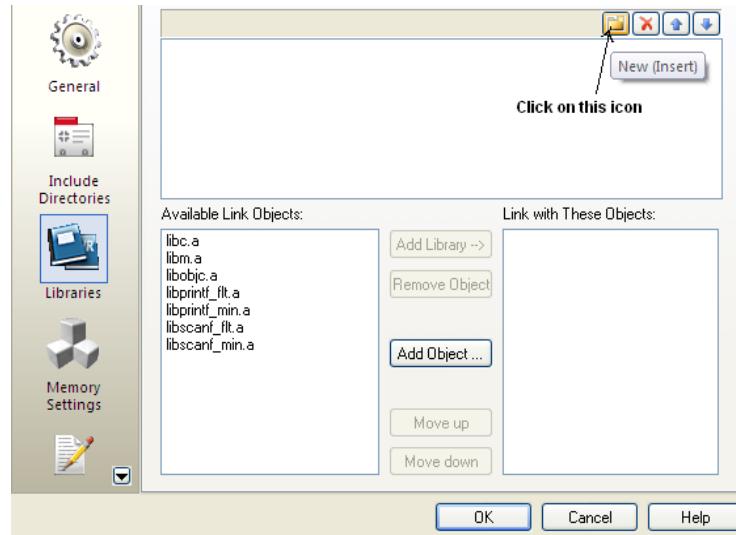 General
Include
Directories
Libraries
Memory
Settings
New (Insert)
Click on this icon
Available Link Objects:
Link with These Objects:
libc.a
libm.a
libobjc.a
libprintf_flt.a
libprintf_min.a
libscanf_flt.a
libscanf_min.a
Add Library -->
Remove Object
Add Object ...
Move up
Move down
OK
Cancel
Help